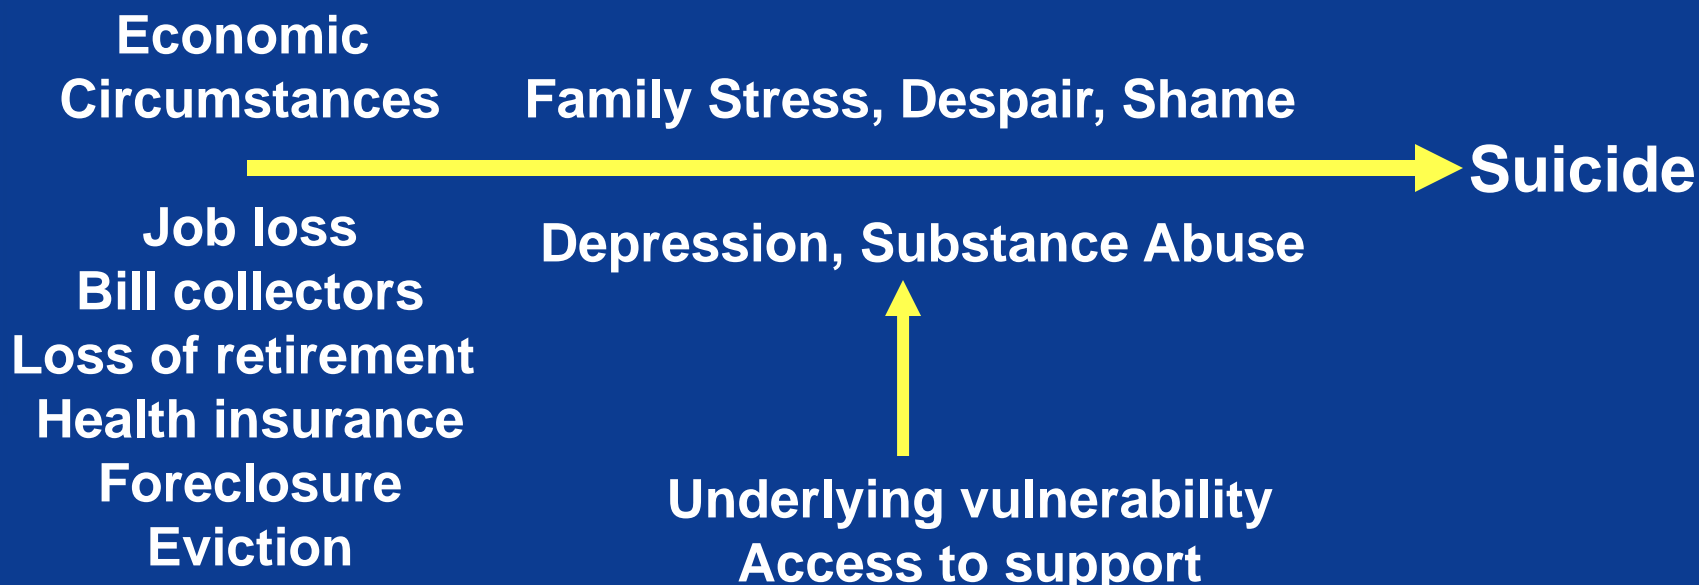 Economic
Circumstances
Family Stress, Despair, Shame
Suicide
Job loss
Bill collectors
Loss of retirement
Health insurance
Foreclosure
Eviction
Depression, Substance Abuse
Underlying vulnerability
Access to support